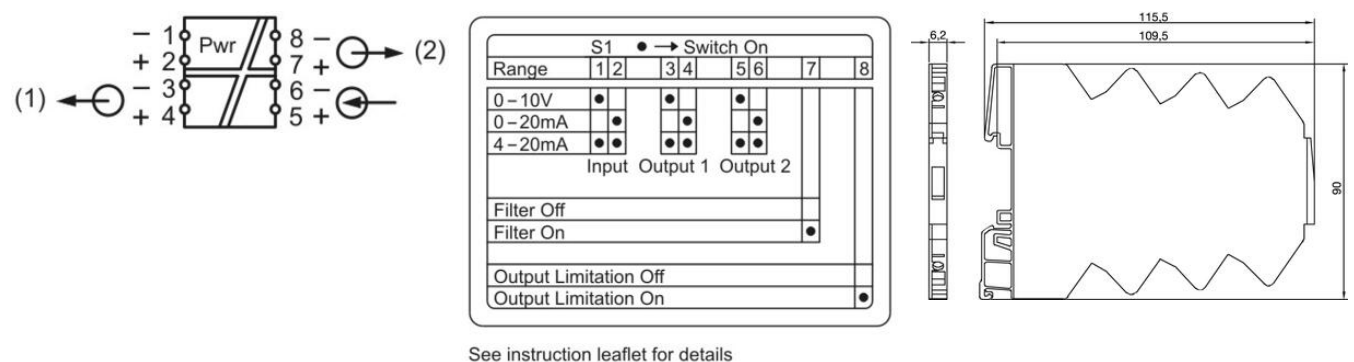 − 1 Pwr 8 −
+ 2 7 +
(2)
(1)
− 3 6 −
+ 4 5 +
S1 ● → Switch On
Range 1 2 3 4 5 6 7 8
0–10V
0–20mA
4–20mA
Input Output 1 Output 2
Filter Off
Filter On
Output Limitation Off
Output Limitation On
See instruction leaflet for details
115,5
6,2
109,5
90